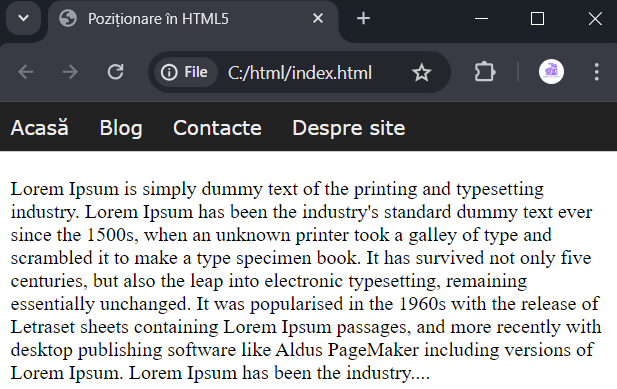 Poziționare în HTML5
File C:/html/index.html
Acasă Blog Contacte Despre site
Lorem Ipsum is simply dummy text of the printing and typesetting
industry. Lorem Ipsum has been the industry's standard dummy text ever
since the 1500s, when an unknown printer took a galley of type and
scrambled it to make a type specimen book. It has survived not only five
centuries, but also the leap into electronic typesetting, remaining
essentially unchanged. It was popularised in the 1960s with the release of
Letraset sheets containing Lorem Ipsum passages, and more recently with
desktop publishing software like Aldus PageMaker including versions of
Lorem Ipsum. Lorem Ipsum has been the industry....